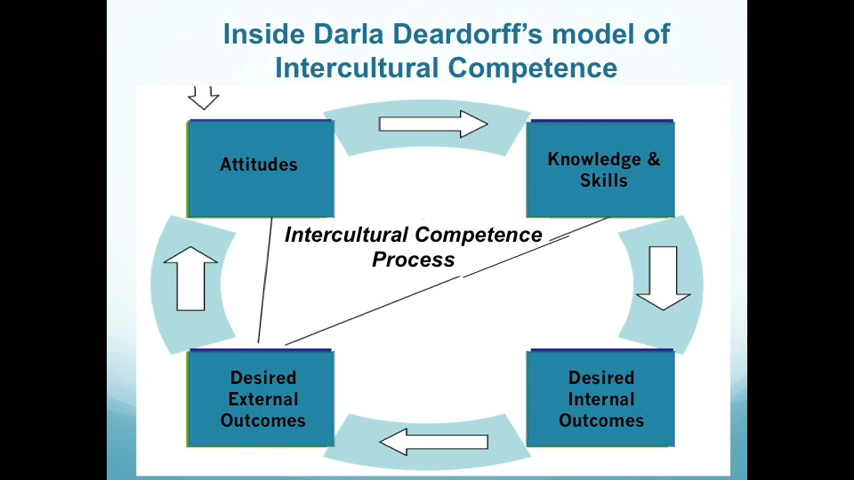 Inside Darla Deardorff's model of
Intercultural Competence
Attitudes
Knowledge &
Skills
Intercultural Competence
Process
Desired
External
Outcomes
Desired
Internal
Outcomes